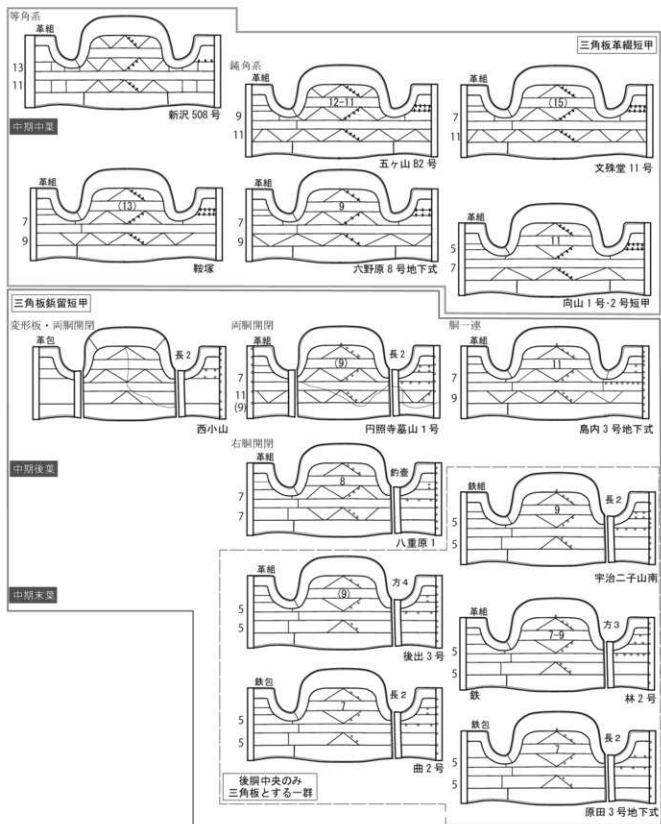 等角系
革組
13
11
新沢 508 号
三角板革綴短甲
鈍角系
革組
12-11
9
11
五ヶ山 B2 号
革組
(15)
7
11
文殊堂 11 号
中期中葉
革組
(13)
7
9
鞍塚
革組
9
7
9
六野原 8 号地下式
革組
11
5
7
向山 1 号・2 号短甲
三角板鋲留短甲
変形板・両胴開閉
革包
長 2
西小山
両胴開閉
革組
長 2
(9)
7
11
(9)
円照寺墓山 1 号
胴一連
革組
11
7
9
島内 3 号地下式
中期後葉
右胴開閉
革組
釣壺
8
7
7
八重原 1
鉄組
長 2
9
5
5
宇治二子山南
中期末葉
革組
方 4
(9)
5
5
後出 3 号
革組
方 3
7-9
5
5
鉄
林 2 号
鉄包
長 2
7
5
5
曲 2 号
後胴中央のみ
三角板とする一群
鉄包
長 2
7
5
5
原田 3 号地下式